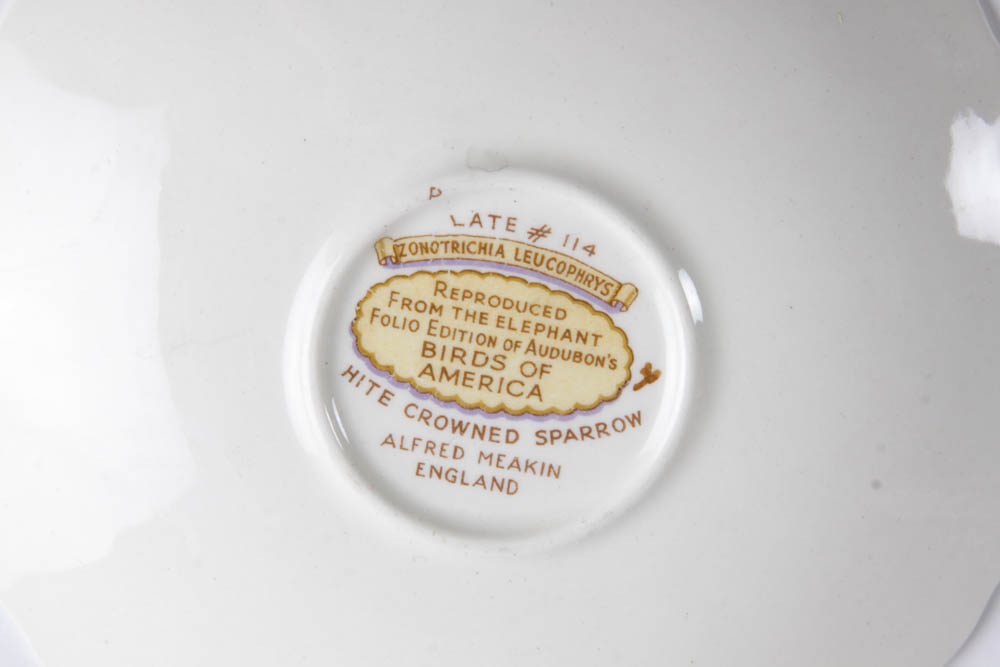 PLATE # 114
ZONOTRICHIA LEUCOPHRYS
REPRODUCED
FROM THE ELEPHANT
FOLIO EDITION OF AUDUBON'S
BIRDS OF
AMERICA
HITE CROWNED SPARROW
ALFRED MEAKIN
ENGLAND